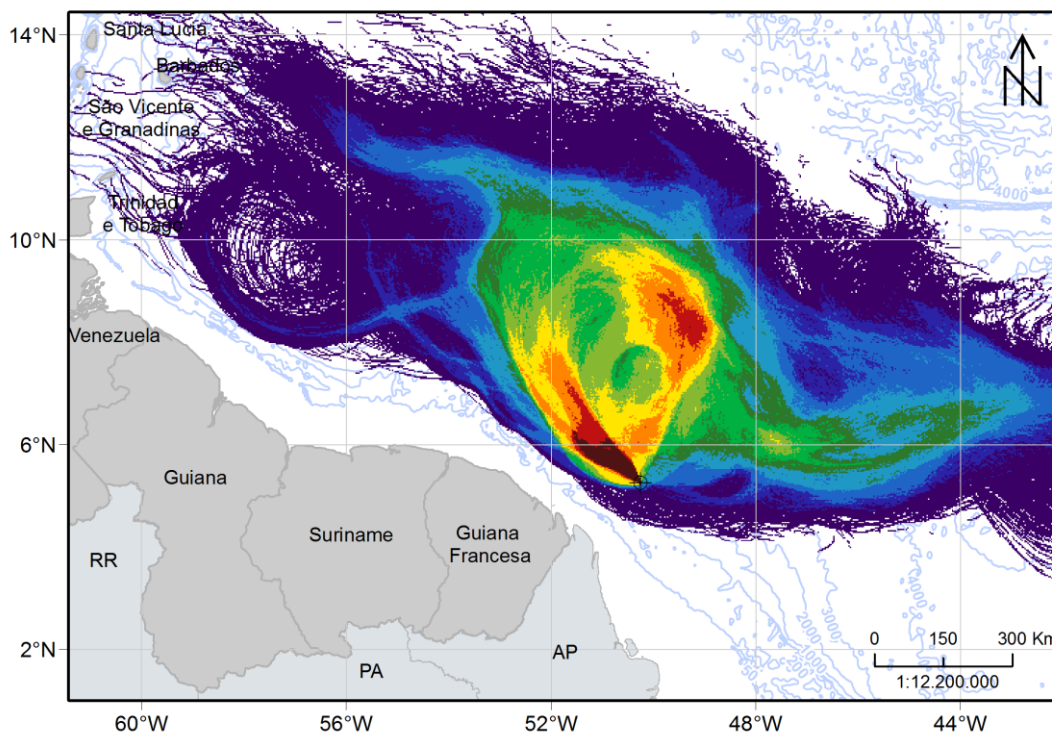 14°N
Santa Lucia
Barbados
São Vicente
e Granadinas
4000
Trinidad
e Tobago
10°N
Venezuela
6°N
Guiana
Suriname
Guiana
Francesa
RR
3000
2000
2°N
PA
AP
0 150 300 Km
1:12.200.000
60°W 56°W 52°W 48°W 44°W
N